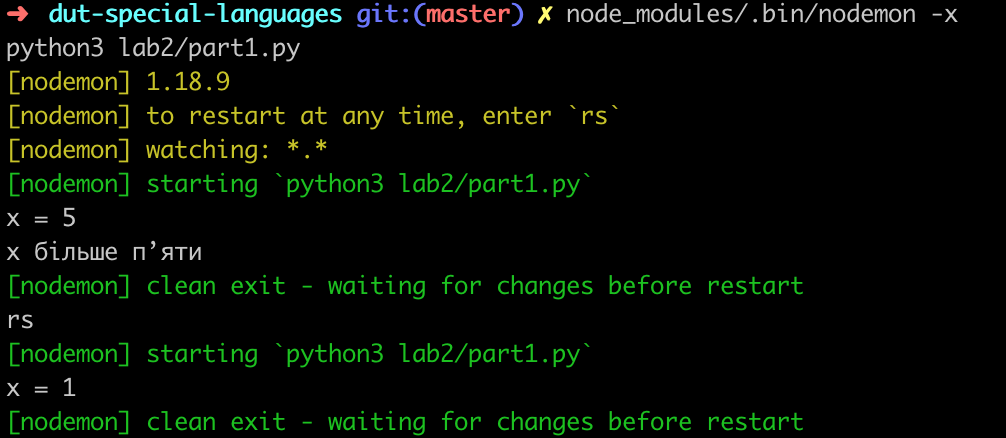 ➜ dut-special-languages git:(master) ✗ node_modules/.bin/nodemon -x
python3 lab2/part1.py
[nodemon] 1.18.9
[nodemon] to restart at any time, enter `rs`
[nodemon] watching: *.*
[nodemon] starting `python3 lab2/part1.py`
x = 5
x більше п’яти
[nodemon] clean exit - waiting for changes before restart
rs
[nodemon] starting `python3 lab2/part1.py`
x = 1
[nodemon] clean exit - waiting for changes before restart